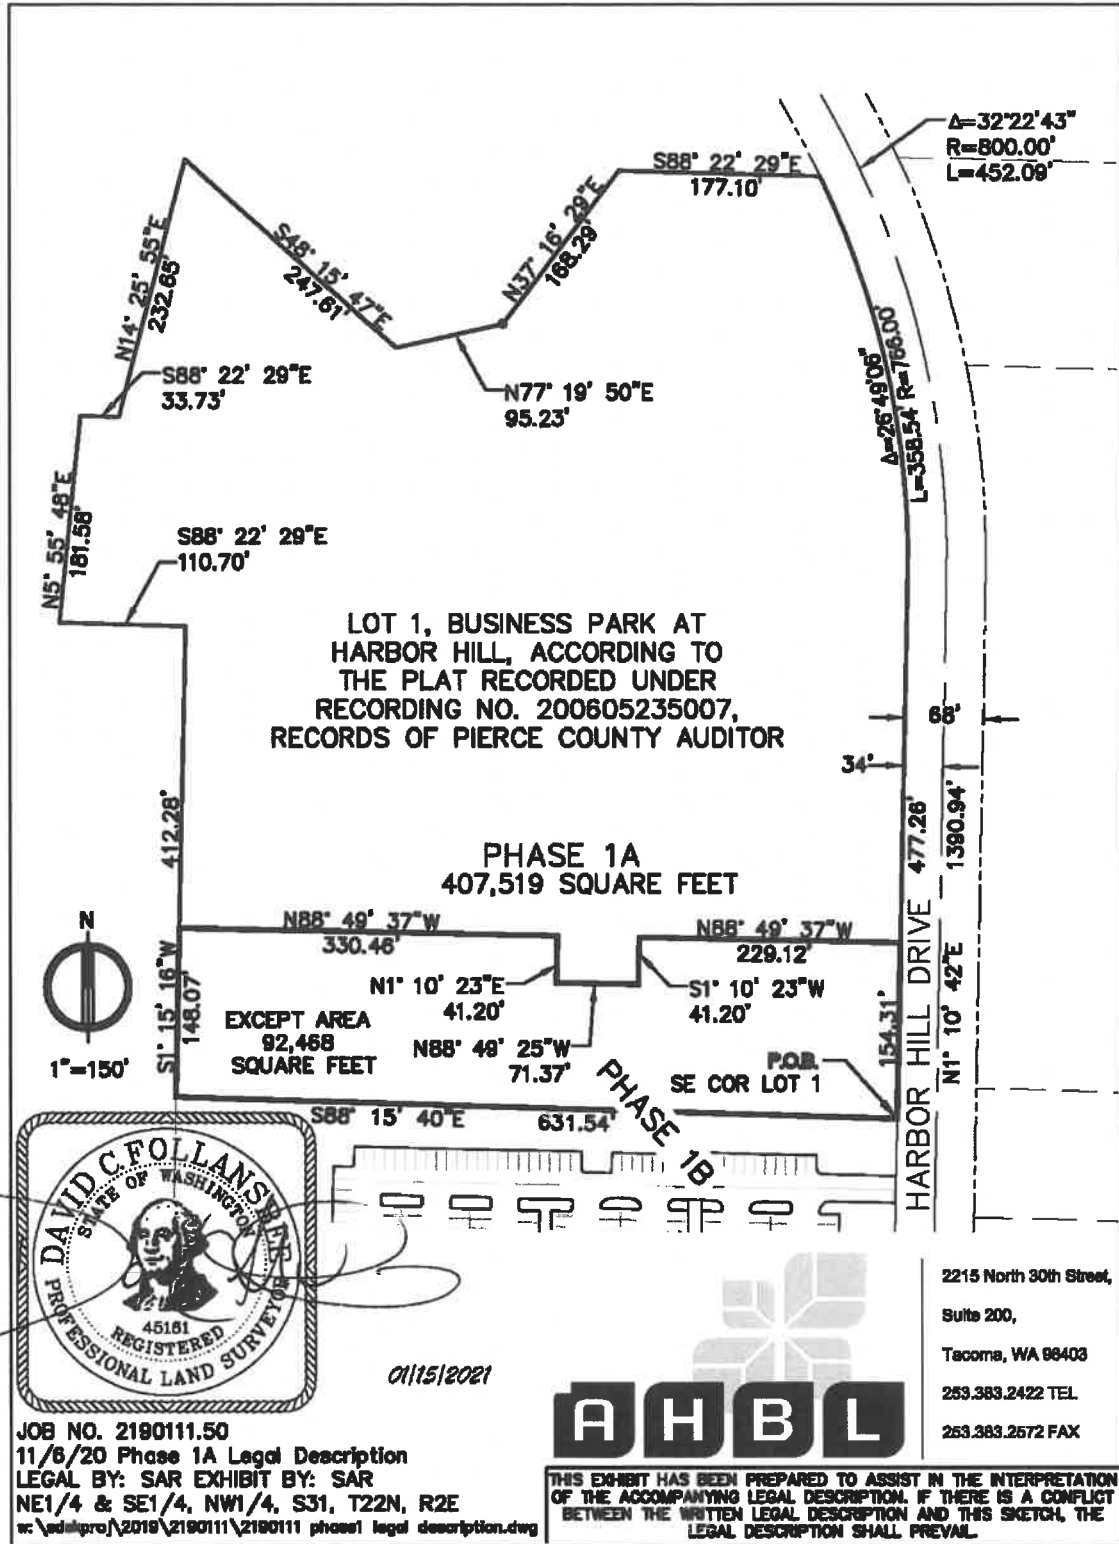 Δ=32°22'43"
R=800.00'
L=452.09'
S88° 22' 29"E
177.10'
N37° 16' 29"E
168.29'
S48° 15' 47"E
247.61'
N14° 25' 55"E
232.65'
S88° 22' 29"E
33.73'
N77° 19' 50"E
95.23'
Δ=26°49'06"
L=358.54' R=766.00'
N5° 55' 48"E
181.58'
S88° 22' 29"E
110.70'
LOT 1, BUSINESS PARK AT
HARBOR HILL, ACCORDING TO
THE PLAT RECORDED UNDER
RECORDING NO. 200605235007,
RECORDS OF PIERCE COUNTY AUDITOR
68'
34'
412.28'
477.26'
1390.94'
PHASE 1A
407,519 SQUARE FEET
N88° 49' 37"W
330.46'
N88° 49' 37"W
229.12'
N
1"=150'
S1° 15' 16"W
148.07'
N1° 10' 23"E
41.20'
S1° 10' 23"W
41.20'
EXCEPT AREA
92,468
SQUARE FEET
N88° 49' 25"W
71.37'
P.O.B.
SE COR LOT 1
154.31'
HARBOR HILL DRIVE
N1° 10' 42"E
PHASE 1B
S88° 15' 40"E
631.54'
DAVID C. FOLLANSBEE
STATE OF WASHINGTON
45161
REGISTERED
PROFESSIONAL LAND SURVEYOR
01/15/2021
2215 North 30th Street,
Suite 200,
Tacoma, WA 98403
253.383.2422 TEL
253.383.2572 FAX
AHBL
JOB NO. 2190111.50
11/6/20 Phase 1A Legal Description
LEGAL BY: SAR EXHIBIT BY: SAR
NE1/4 & SE1/4, NW1/4, S31, T22N, R2E
w:\sdskproj\2019\2190111\2190111 phase1 legal description.dwg
THIS EXHIBIT HAS BEEN PREPARED TO ASSIST IN THE INTERPRETATION
OF THE ACCOMPANYING LEGAL DESCRIPTION. IF THERE IS A CONFLICT
BETWEEN THE WRITTEN LEGAL DESCRIPTION AND THIS SKETCH, THE
LEGAL DESCRIPTION SHALL PREVAIL.